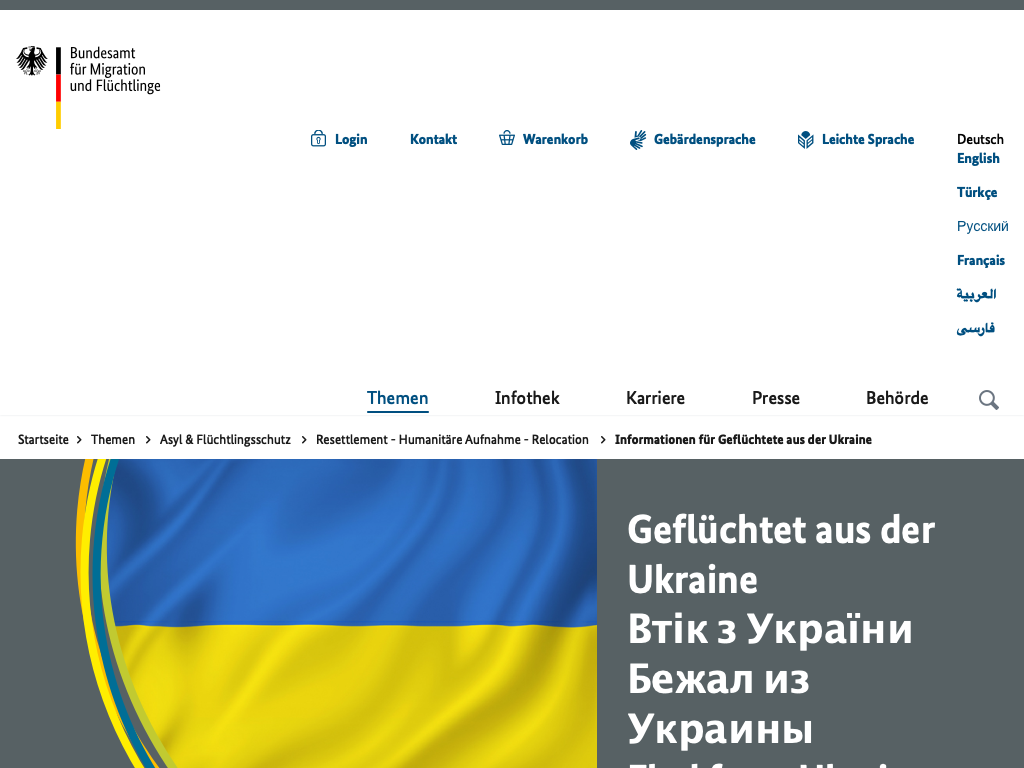 Bundesamt
für Migration
und Flüchtlinge
Login
Kontakt
Warenkorb
Gebärdensprache
Leichte Sprache
Deutsch
English
Türkçe
Русский
Français
العربية
فارسی
Themen
Infothek
Karriere
Presse
Behörde
Startseite > Themen > Asyl & Flüchtlingsschutz > Resettlement - Humanitäre Aufnahme - Relocation > Informationen für Geflüchtete aus der Ukraine
Geflüchtet aus der
Ukraine
Втік з України
Бежал из
Украины